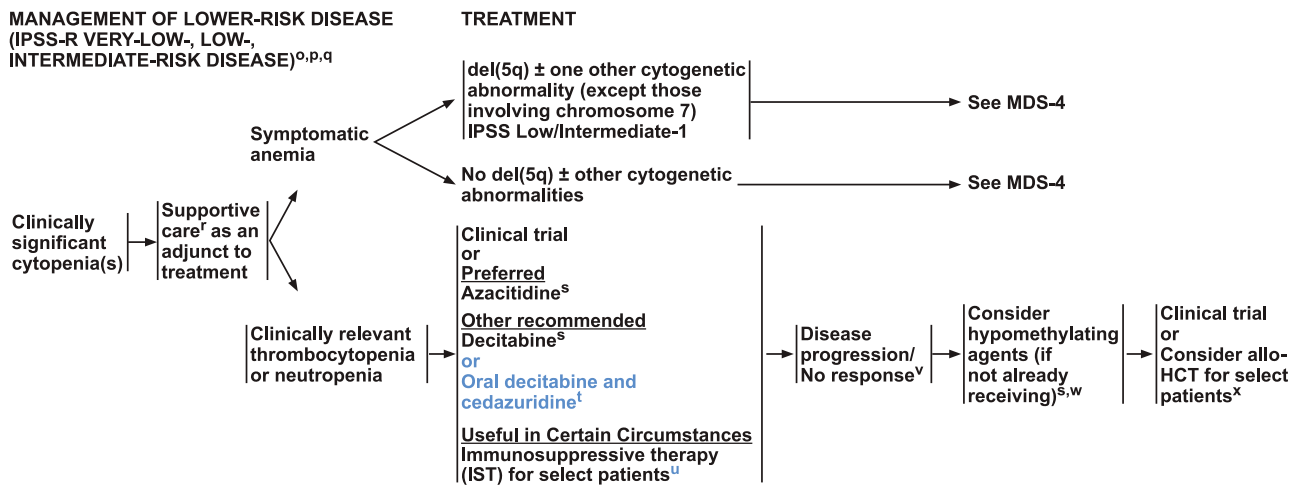 MANAGEMENT OF LOWER-RISK DISEASE
(IPSS-R VERY-LOW-, LOW-,
INTERMEDIATE-RISK DISEASE)o,p,q
TREATMENT
Clinically
significant
cytopenia(s)
Supportive
carer as an
adjunct to
treatment
Symptomatic
anemia
del(5q) ± one other cytogenetic
abnormality (except those
involving chromosome 7)
IPSS Low/Intermediate-1
See MDS-4
No del(5q) ± other cytogenetic
abnormalities
See MDS-4
Clinically relevant
thrombocytopenia
or neutropenia
Clinical trial
or
Preferred
Azacitidines
Other recommended
Decitabines
or
Oral decitabine and
cedazuridinet
Useful in Certain Circumstances
Immunosuppressive therapy
(IST) for select patientsu
Disease
progression/
No responsev
Consider
hypomethylating
agents (if
not already
receiving)s,w
Clinical trial
or
Consider allo-
HCT for select
patientsx